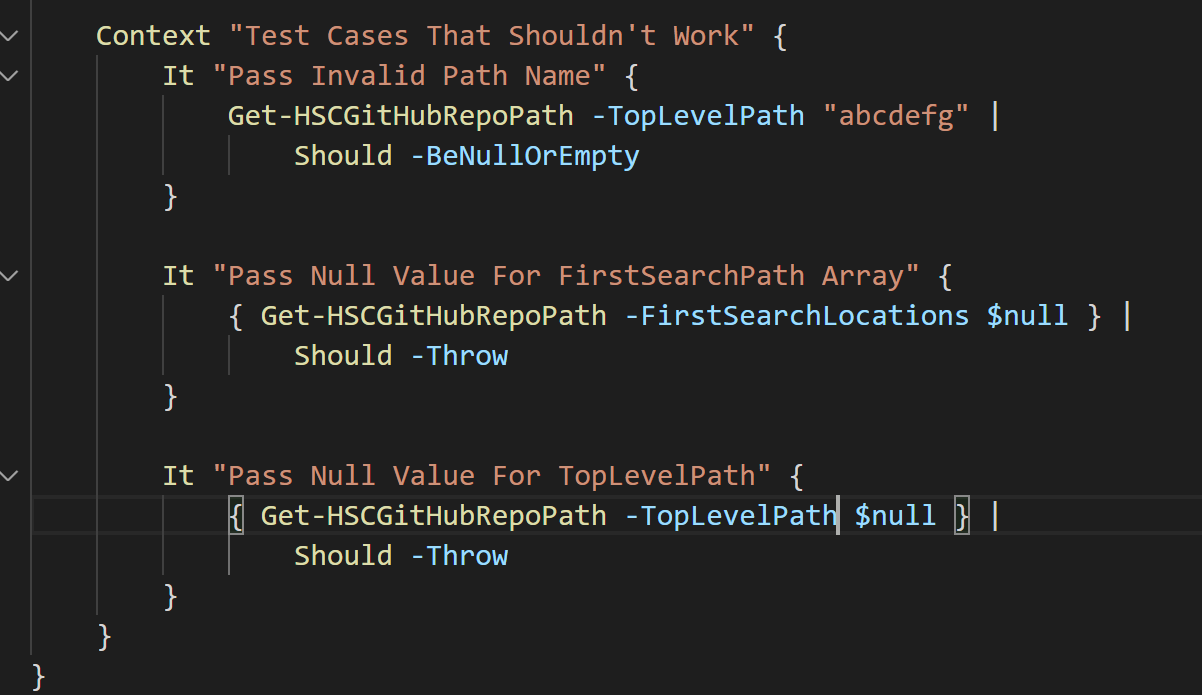 Context "Test Cases That Shouldn't Work" {
It "Pass Invalid Path Name" {
Get-HSCGitHubRepoPath -TopLevelPath "abcdefg" |
Should -BeNullOrEmpty
}
It "Pass Null Value For FirstSearchPath Array" {
{ Get-HSCGitHubRepoPath -FirstSearchLocations $null } |
Should -Throw
}
It "Pass Null Value For TopLevelPath" {
{ Get-HSCGitHubRepoPath -TopLevelPath $null } |
Should -Throw
}
}
}